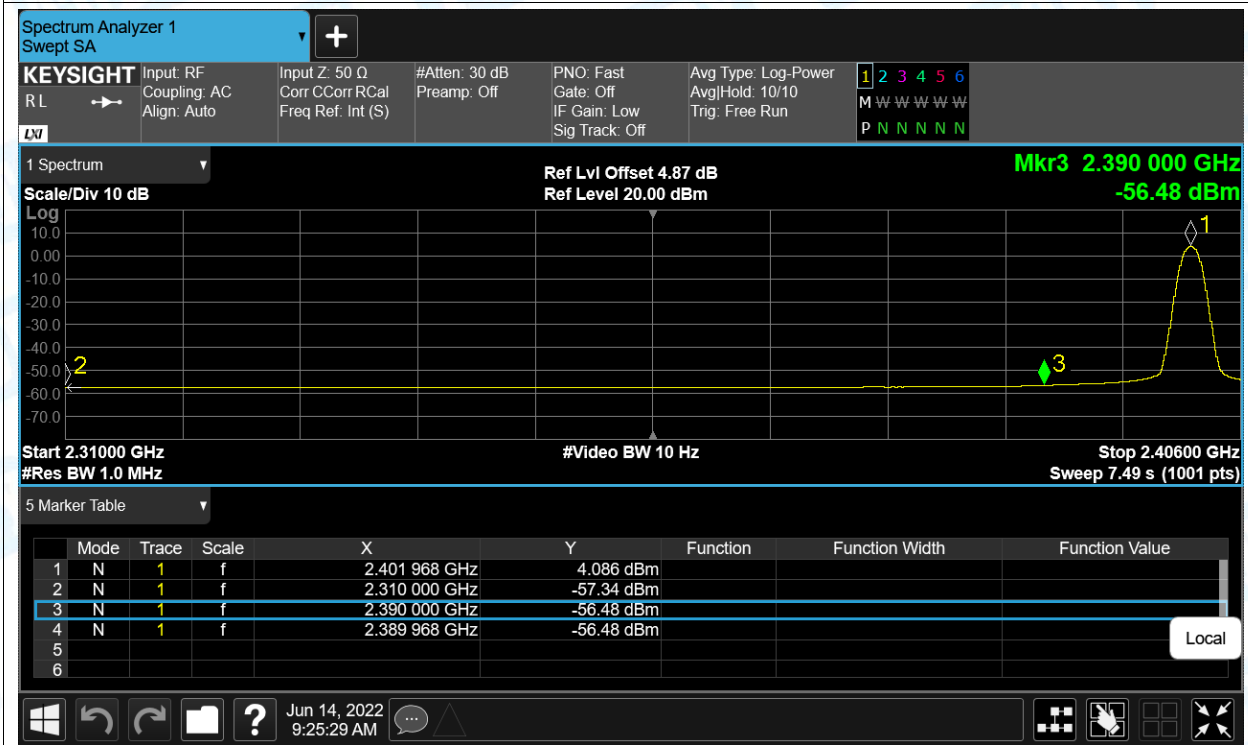 Spectrum Analyzer 1
Swept SA
KEYSIGHT Input: RF Input Z: 50 Ω #Atten: 30 dB PNO: Fast Avg Type: Log-Power 1 2 3 4 5 6
R L Coupling: AC Corr CCorr RCal Preamp: Off Gate: Off Avg|Hold: 10/10 M W W W W W
Align: Auto Freq Ref: Int (S) IF Gain: Low Trig: Free Run
LXI Sig Track: Off P N N N N N
1 Spectrum Ref Lvl Offset 4.87 dB Mkr3 2.390 000 GHz
Scale/Div 10 dB Ref Level 20.00 dBm -56.48 dBm
Log
10.0 1
0.00
-10.0
-20.0
-30.0
-40.0
-50.0 2 3
-60.0
-70.0
Start 2.31000 GHz #Video BW 10 Hz Stop 2.40600 GHz
#Res BW 1.0 MHz Sweep 7.49 s (1001 pts)
5 Marker Table
Mode Trace Scale X Y Function Function Width Function Value
1 N 1 f 2.401 968 GHz 4.086 dBm
2 N 1 f 2.310 000 GHz -57.34 dBm
3 N 1 f 2.390 000 GHz -56.48 dBm
4 N 1 f 2.389 968 GHz -56.48 dBm
5 Local
6
? Jun 14, 2022
9:25:29 AM